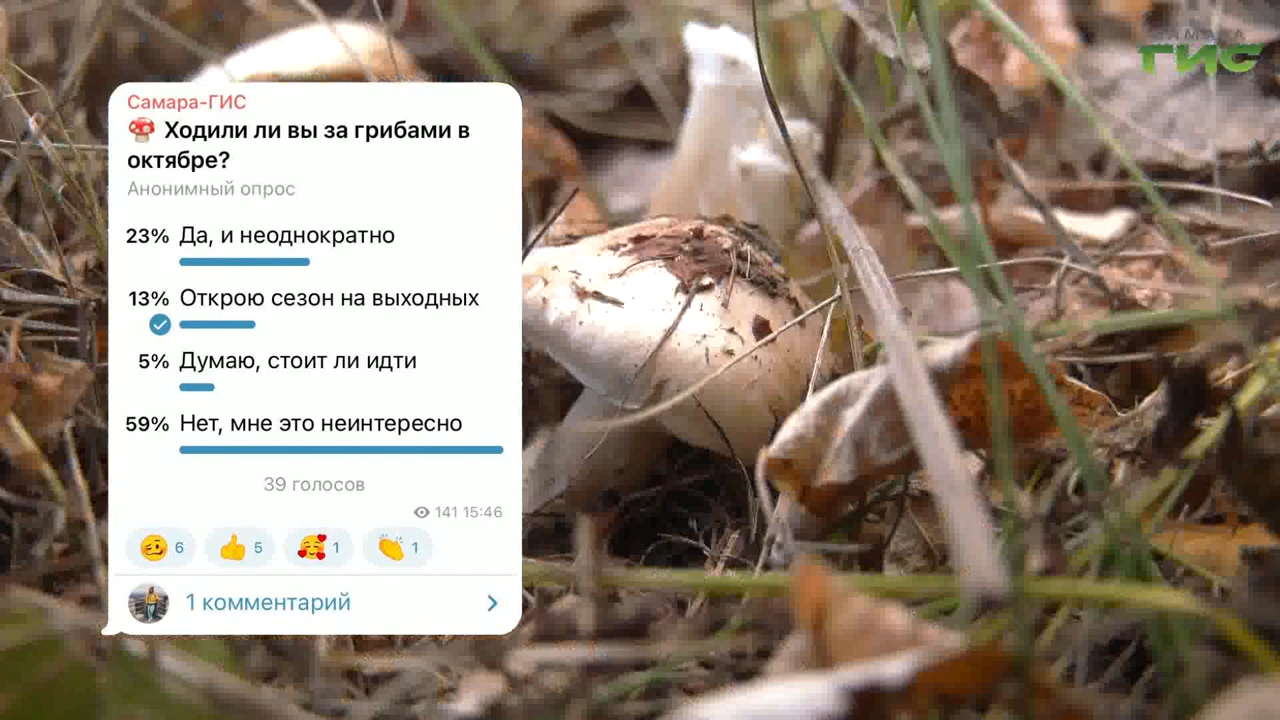 САМАРА
ГИС
Самара-ГИС
🍄 Ходили ли вы за грибами в
октябре?
Анонимный опрос
23% Да, и неоднократно
13% Открою сезон на выходных
5% Думаю, стоит ли идти
59% Нет, мне это неинтересно
39 голосов
141 15:46
6 5 1 1
1 комментарий